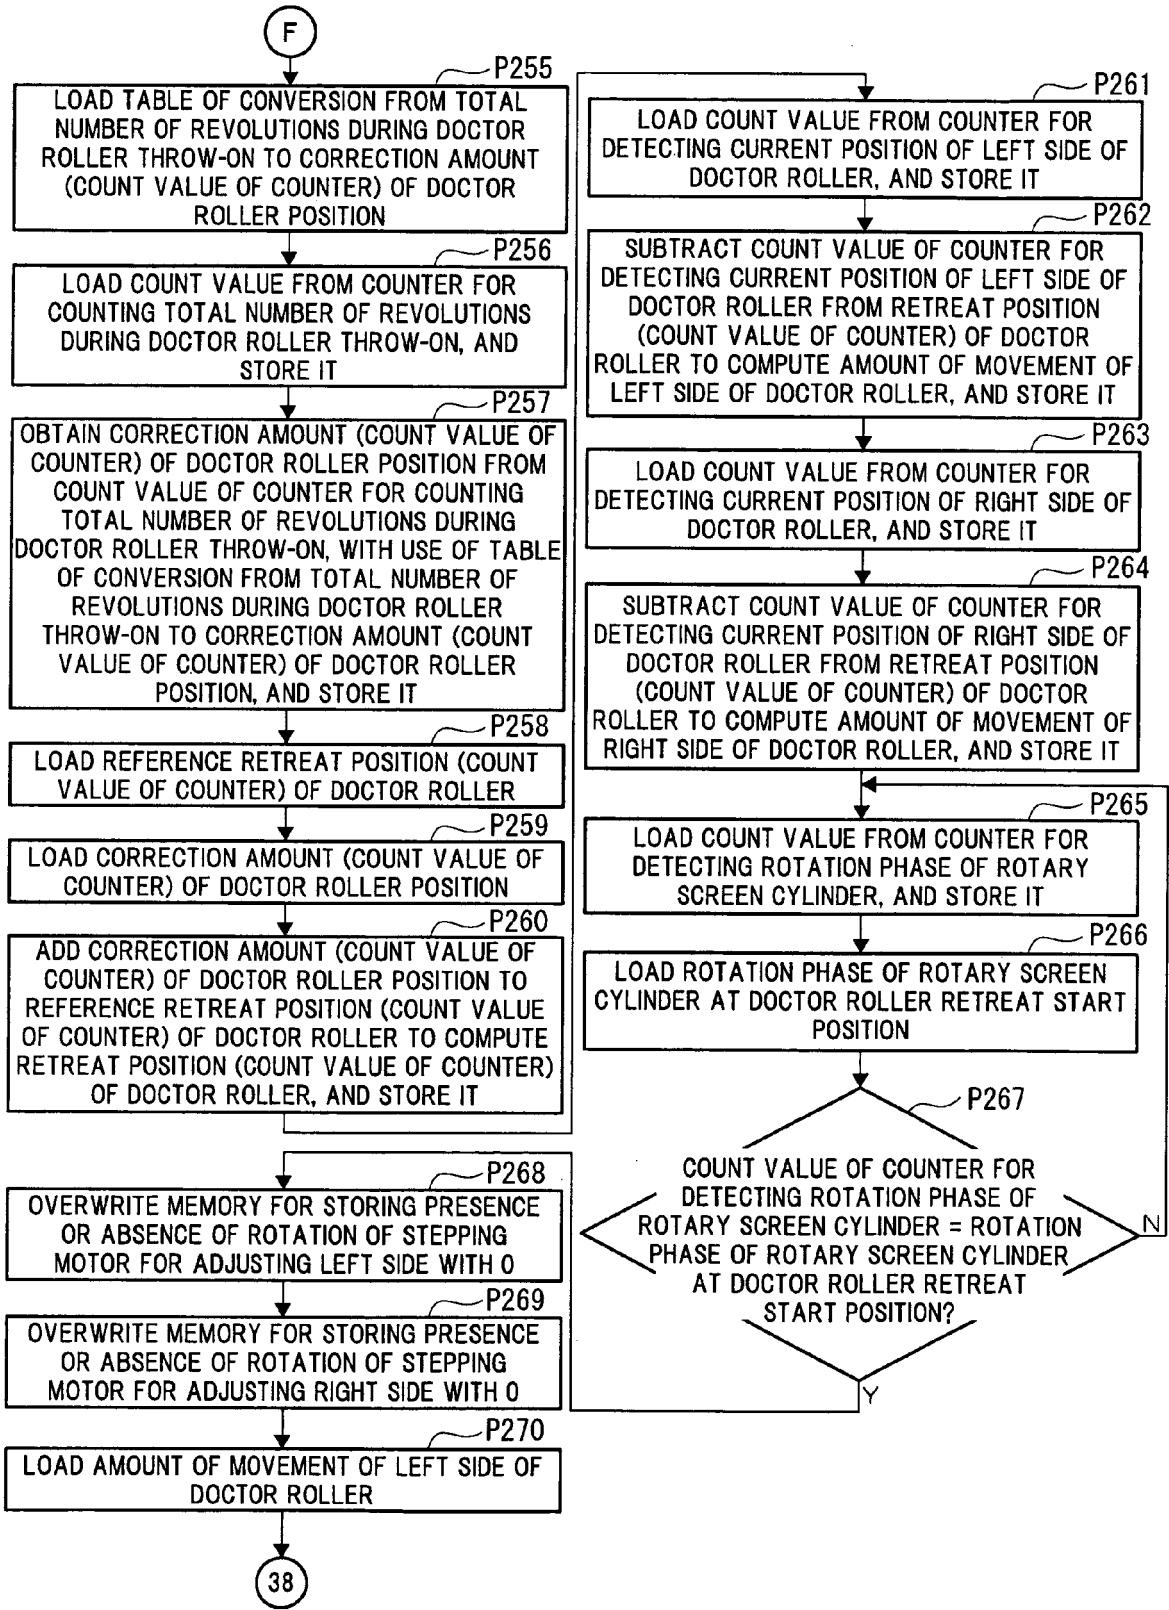 F
P255
LOAD TABLE OF CONVERSION FROM TOTAL
NUMBER OF REVOLUTIONS DURING DOCTOR
ROLLER THROW-ON TO CORRECTION AMOUNT
(COUNT VALUE OF COUNTER) OF DOCTOR
ROLLER POSITION
P256
LOAD COUNT VALUE FROM COUNTER FOR
COUNTING TOTAL NUMBER OF REVOLUTIONS
DURING DOCTOR ROLLER THROW-ON, AND
STORE IT
P257
OBTAIN CORRECTION AMOUNT (COUNT VALUE OF
COUNTER) OF DOCTOR ROLLER POSITION FROM
COUNT VALUE OF COUNTER FOR COUNTING
TOTAL NUMBER OF REVOLUTIONS DURING
DOCTOR ROLLER THROW-ON, WITH USE OF TABLE
OF CONVERSION FROM TOTAL NUMBER OF
REVOLUTIONS DURING DOCTOR ROLLER
THROW-ON TO CORRECTION AMOUNT (COUNT
VALUE OF COUNTER) OF DOCTOR ROLLER
POSITION, AND STORE IT
P258
LOAD REFERENCE RETREAT POSITION (COUNT
VALUE OF COUNTER) OF DOCTOR ROLLER
P259
LOAD CORRECTION AMOUNT (COUNT VALUE OF
COUNTER) OF DOCTOR ROLLER POSITION
P260
ADD CORRECTION AMOUNT (COUNT VALUE OF
COUNTER) OF DOCTOR ROLLER POSITION TO
REFERENCE RETREAT POSITION (COUNT VALUE
OF COUNTER) OF DOCTOR ROLLER TO COMPUTE
RETREAT POSITION (COUNT VALUE OF COUNTER)
OF DOCTOR ROLLER, AND STORE IT
P261
LOAD COUNT VALUE FROM COUNTER FOR
DETECTING CURRENT POSITION OF LEFT SIDE OF
DOCTOR ROLLER, AND STORE IT
P262
SUBTRACT COUNT VALUE OF COUNTER FOR
DETECTING CURRENT POSITION OF LEFT SIDE OF
DOCTOR ROLLER FROM RETREAT POSITION
(COUNT VALUE OF COUNTER) OF DOCTOR
ROLLER TO COMPUTE AMOUNT OF MOVEMENT OF
LEFT SIDE OF DOCTOR ROLLER, AND STORE IT
P263
LOAD COUNT VALUE FROM COUNTER FOR
DETECTING CURRENT POSITION OF RIGHT SIDE OF
DOCTOR ROLLER, AND STORE IT
P264
SUBTRACT COUNT VALUE OF COUNTER FOR
DETECTING CURRENT POSITION OF RIGHT SIDE OF
DOCTOR ROLLER FROM RETREAT POSITION
(COUNT VALUE OF COUNTER) OF DOCTOR
ROLLER TO COMPUTE AMOUNT OF MOVEMENT OF
RIGHT SIDE OF DOCTOR ROLLER, AND STORE IT
P265
LOAD COUNT VALUE FROM COUNTER FOR
DETECTING ROTATION PHASE OF ROTARY
SCREEN CYLINDER, AND STORE IT
P266
LOAD ROTATION PHASE OF ROTARY SCREEN
CYLINDER AT DOCTOR ROLLER RETREAT START
POSITION
P267
COUNT VALUE OF COUNTER FOR
DETECTING ROTATION PHASE OF
ROTARY SCREEN CYLINDER = ROTATION
PHASE OF ROTARY SCREEN CYLINDER
AT DOCTOR ROLLER RETREAT
START POSITION?
N
Y
P268
OVERWRITE MEMORY FOR STORING PRESENCE
OR ABSENCE OF ROTATION OF STEPPING
MOTOR FOR ADJUSTING LEFT SIDE WITH 0
P269
OVERWRITE MEMORY FOR STORING PRESENCE
OR ABSENCE OF ROTATION OF STEPPING
MOTOR FOR ADJUSTING RIGHT SIDE WITH 0
P270
LOAD AMOUNT OF MOVEMENT OF LEFT SIDE OF
DOCTOR ROLLER
38